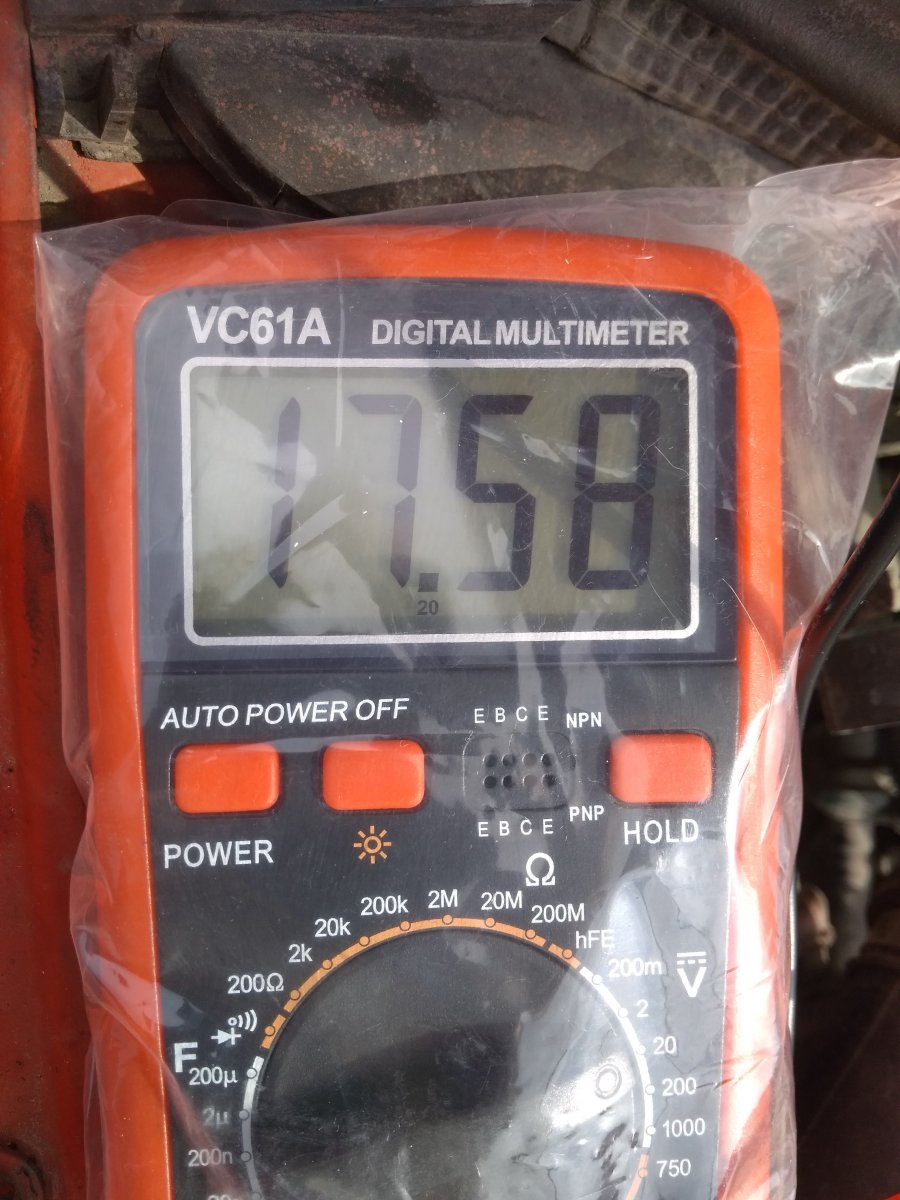 VC61A DIGITAL MULTIMETER
17.58
20
AUTO POWER OFF
E B C E NPN
E B C E PNP
POWER
HOLD
Ω
200Ω 2k 20k 200k 2M 20M 200M hFE
200m 2 20 200 1000 750
V
F
200µ
2µ
200n